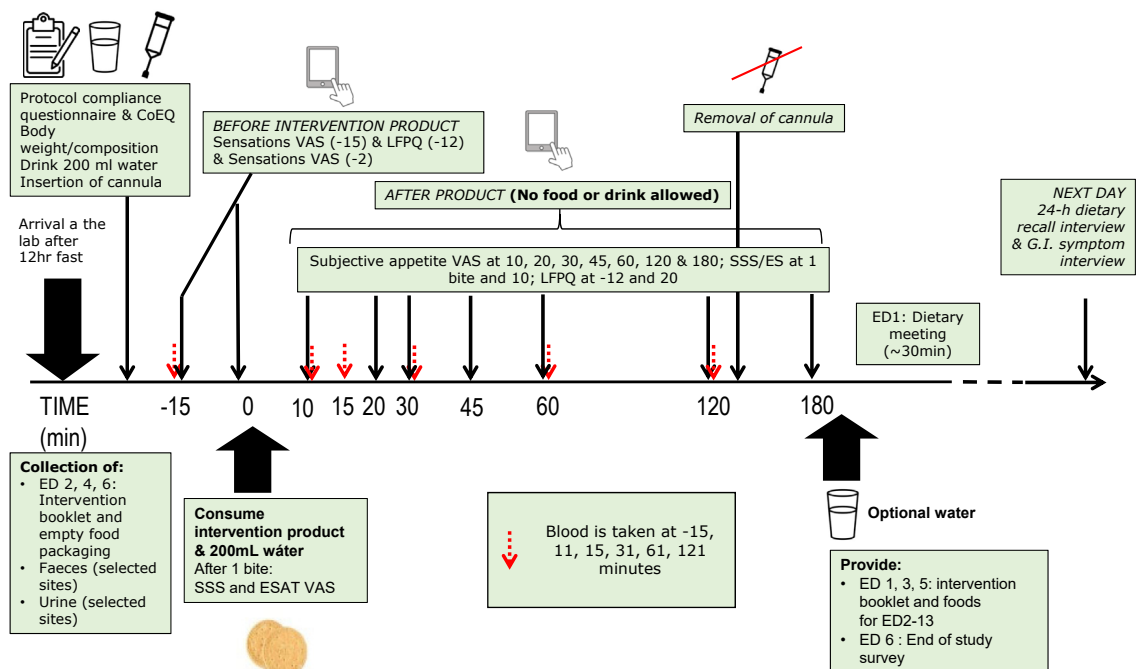 Protocol compliance
questionnaire & CoEQ
Body
weight/composition
Drink 200 ml water
Insertion of cannula
BEFORE INTERVENTION PRODUCT
Sensations VAS (-15) & LFPQ (-12)
& Sensations VAS (-2)
Removal of cannula
AFTER PRODUCT (No food or drink allowed)
NEXT DAY
24-h dietary
recall interview
& G.I. symptom
interview
Arrival a the
lab after
12hr fast
Subjective appetite VAS at 10, 20, 30, 45, 60, 120 & 180; SSS/ES at 1
bite and 10; LFPQ at -12 and 20
ED1: Dietary
meeting
(~30min)
TIME
(min)
-15
0
10
15
20
30
45
60
120
180
Collection of:
• ED 2, 4, 6:
Intervention
booklet and
empty food
packaging
• Faeces (selected
sites)
• Urine (selected
sites)
Consume
intervention product
& 200mL wáter
After 1 bite:
SSS and ESAT VAS
Blood is taken at -15,
11, 15, 31, 61, 121
minutes
Optional water
Provide:
• ED 1, 3, 5: intervention
booklet and foods
for ED2-13
• ED 6 : End of study
survey